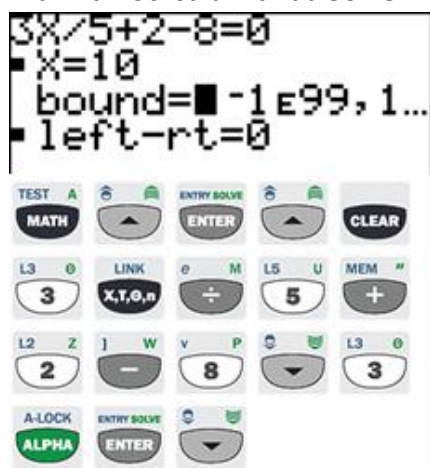 3X/5+2-8=0
▪X=10
bound=█-1ᴇ99,1…
▪left-rt=0
TEST A ENTRY SOLVE
MATH ▲ ENTER ▲ CLEAR
L3 θ LINK e M L5 U MEM "
3 X,T,Θ,n ÷ 5 +
L2 Z ] W v P L3 θ
2 − 8 ▼ 3
A-LOCK ENTRY SOLVE
ALPHA ENTER ▼